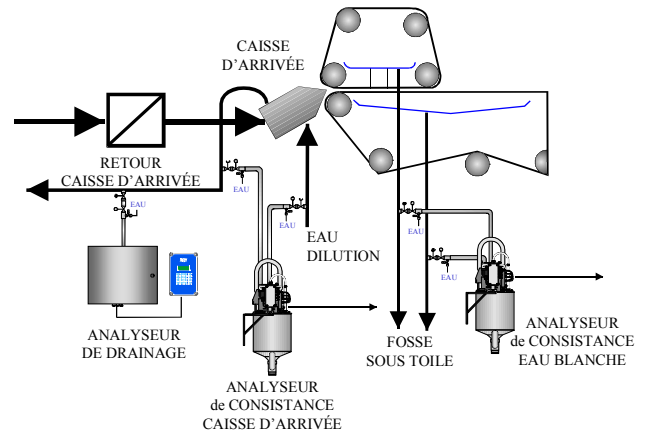 CAISSE
D'ARRIVÉE
RETOUR
CAISSE D'ARRIVÉE
EAU
EAU
EAU
EAU
EAU
EAU
DILUTION
ANALYSEUR
DE DRAINAGE
FOSSE
SOUS TOILE
ANALYSEUR
de CONSISTANCE
EAU BLANCHE
ANALYSEUR
de CONSISTANCE
CAISSE D'ARRIVÉE